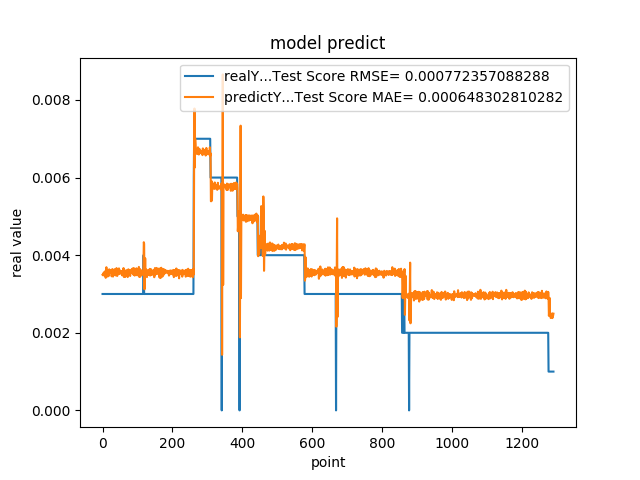 model predict
realY...Test Score RMSE= 0.000772357088288
predictY...Test Score MAE= 0.000648302810282
real value
0.008
0.006
0.004
0.002
0.000
0 200 400 600 800 1000 1200
point